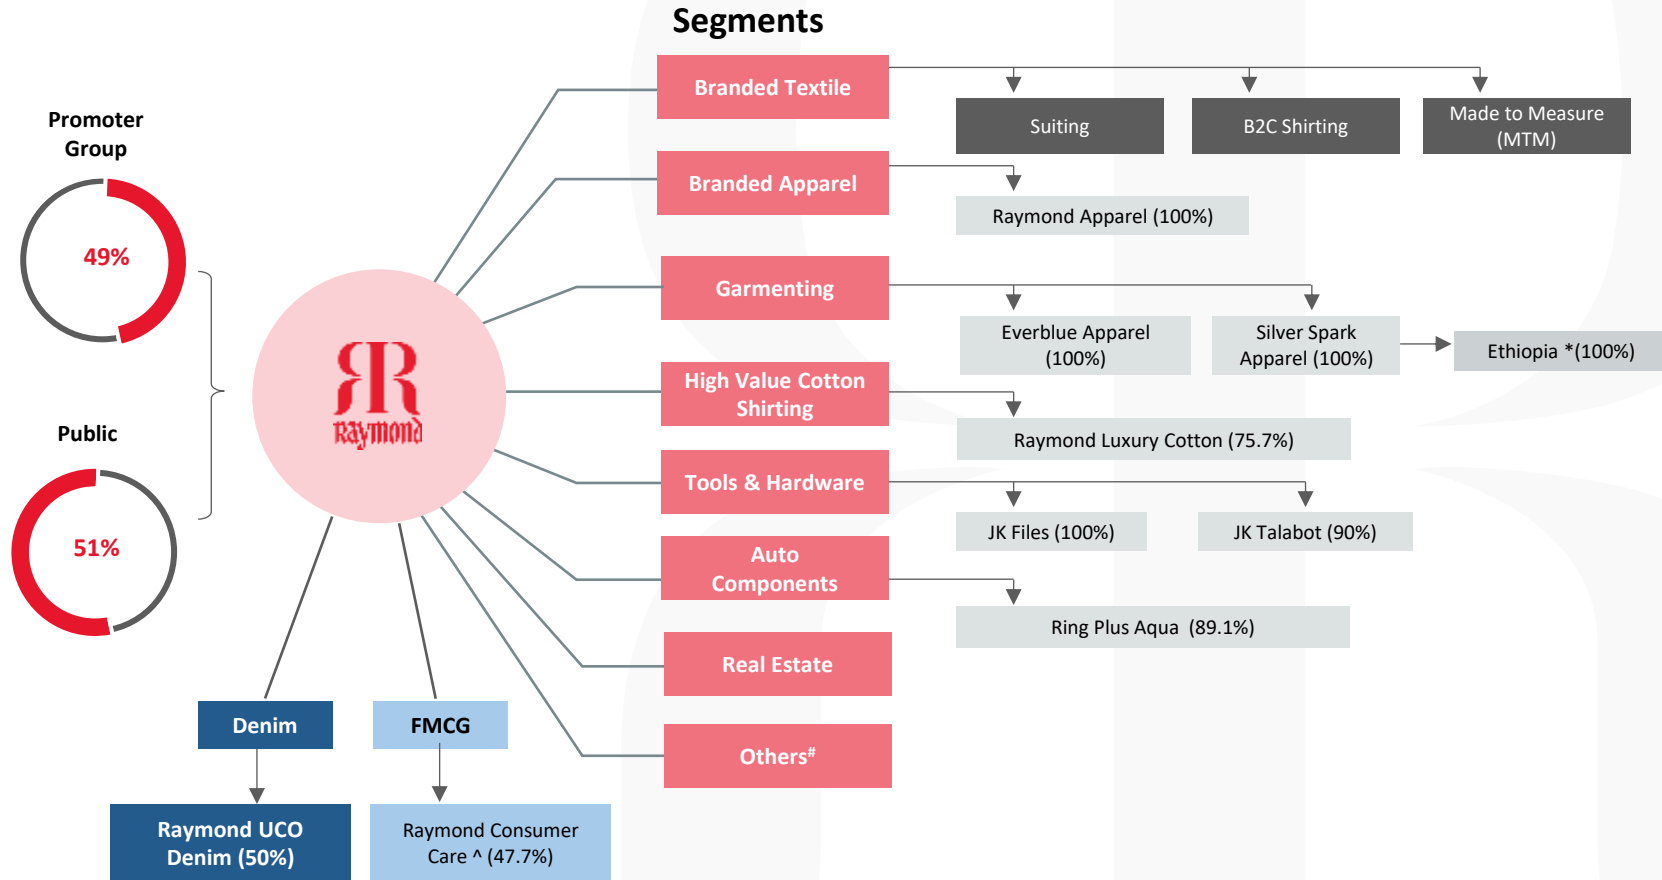 Segments
Promoter
Group
49%
Public
51%
Raymond
Branded Textile
Suiting
B2C Shirting
Made to Measure
(MTM)
Branded Apparel
Raymond Apparel (100%)
Garmenting
Everblue Apparel
(100%)
Silver Spark
Apparel (100%)
Ethiopia *(100%)
High Value Cotton
Shirting
Raymond Luxury Cotton (75.7%)
Tools & Hardware
JK Files (100%)
JK Talabot (90%)
Auto
Components
Ring Plus Aqua (89.1%)
Real Estate
Others#
Denim
Raymond UCO
Denim (50%)
FMCG
Raymond Consumer
Care ^ (47.7%)